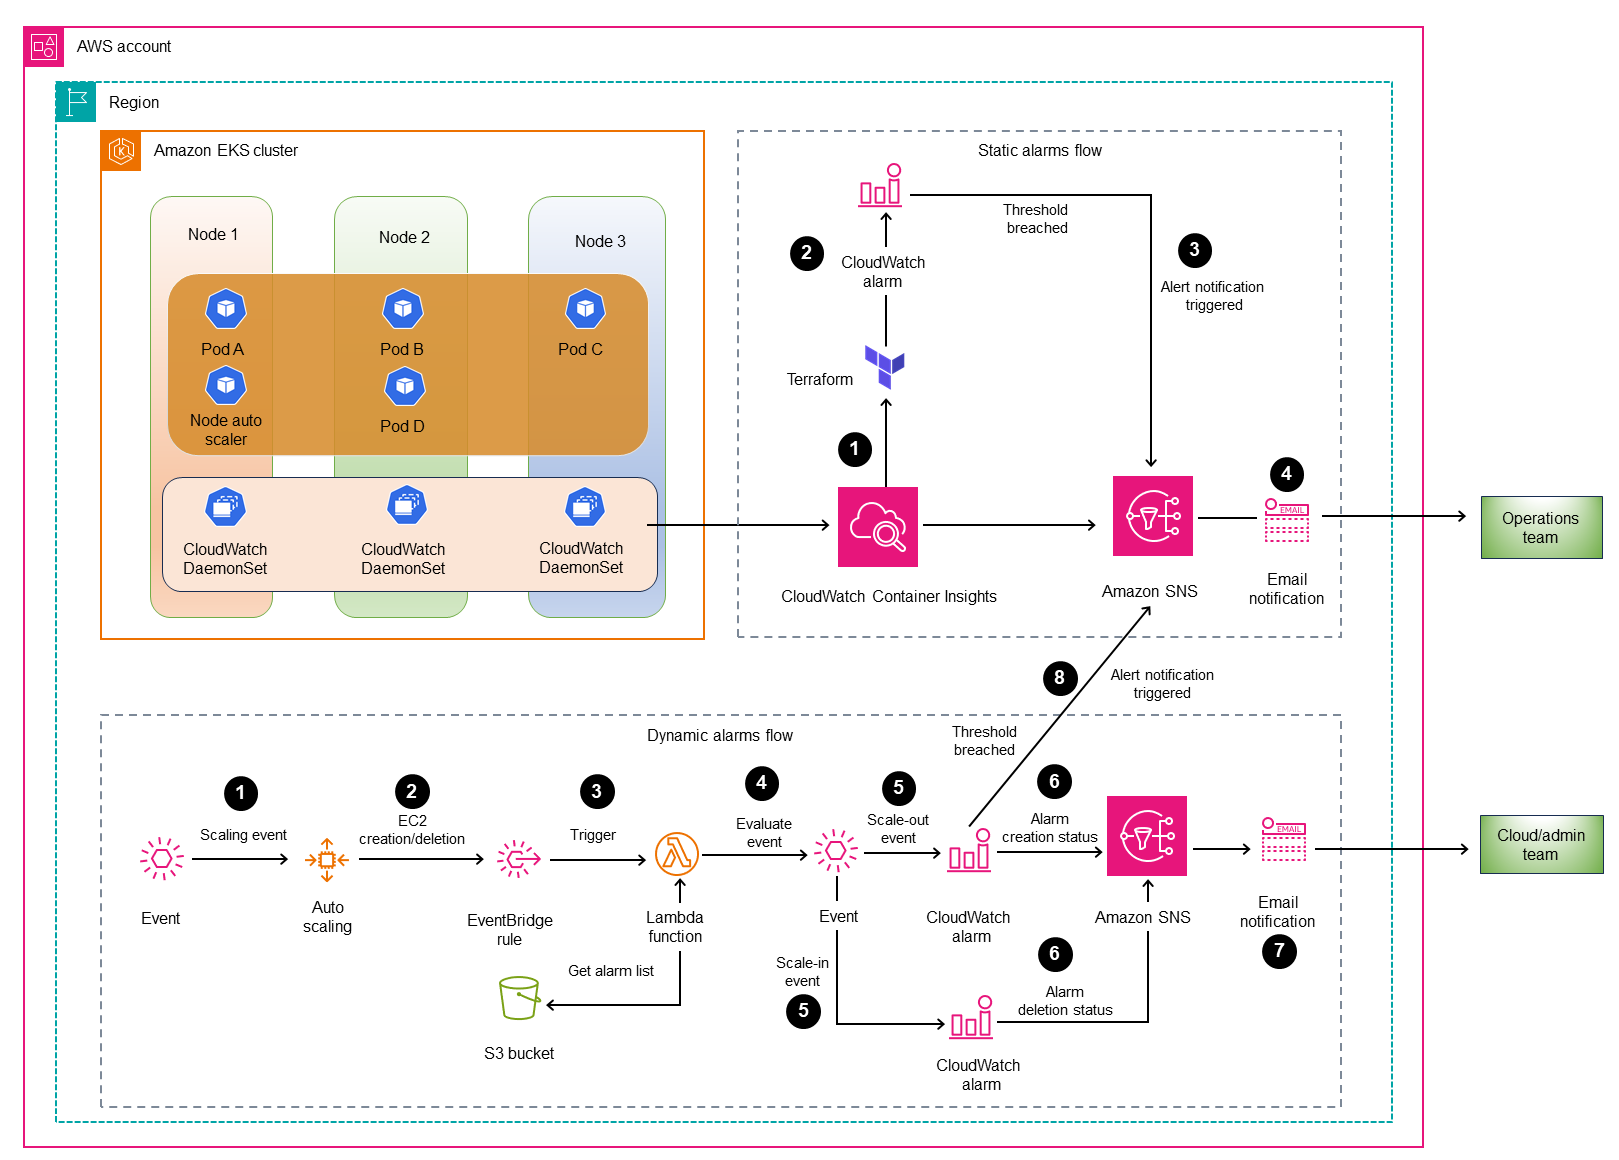 AWS account
Region
Amazon EKS cluster
Node 1
Node 2
Node 3
Pod A
Pod B
Pod C
Node auto
scaler
Pod D
CloudWatch
DaemonSet
CloudWatch
DaemonSet
CloudWatch
DaemonSet
Static alarms flow
Threshold
breached
2
CloudWatch
alarm
3
Alert notification
triggered
Terraform
1
4
EMAIL
CloudWatch Container Insights
Amazon SNS
Email
notification
Operations
team
8
Alert notification
triggered
Dynamic alarms flow
Threshold
breached
1
Scaling event
2
EC2
creation/deletion
3
Trigger
4
Evaluate
event
5
Scale-out
event
6
Alarm
creation status
EMAIL
Cloud/admin
team
Event
Auto
scaling
EventBridge
rule
Lambda
function
Event
CloudWatch
alarm
Amazon SNS
Email
notification
7
Get alarm list
S3 bucket
Scale-in
event
5
6
Alarm
deletion status
CloudWatch
alarm